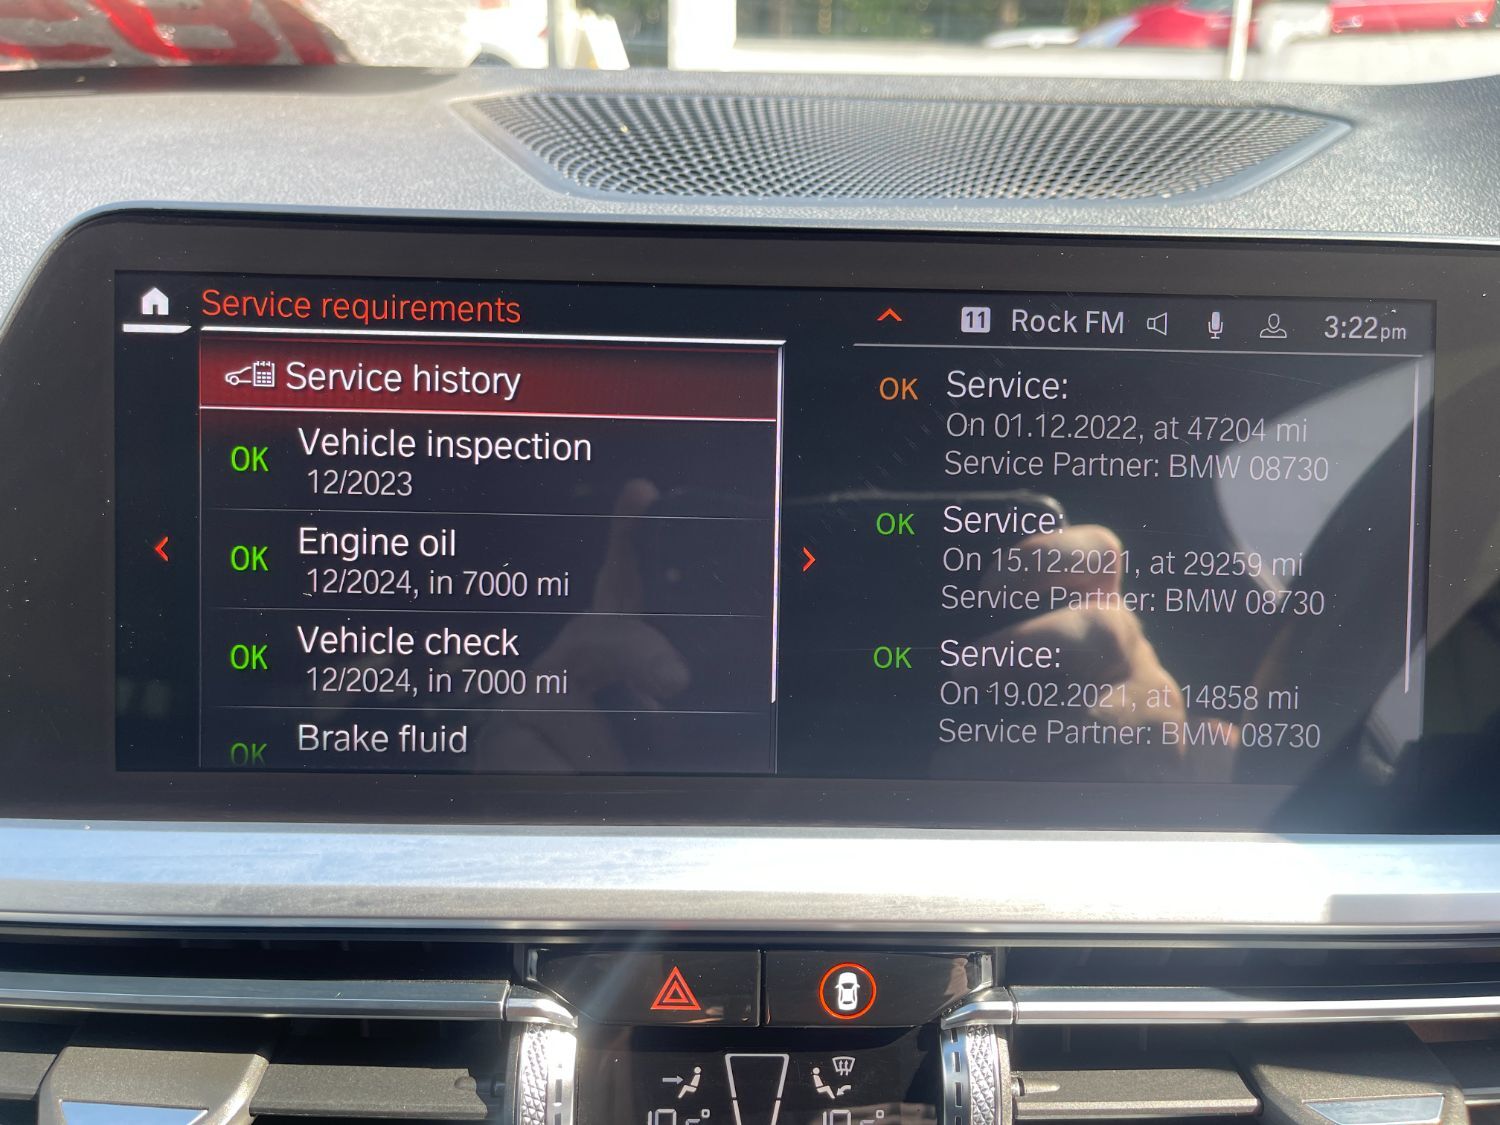 Service requirements
11 Rock FM 3:22pm
Service history
OK Vehicle inspection
12/2023
OK Engine oil
12/2024, in 7000 mi
OK Vehicle check
12/2024, in 7000 mi
OK Brake fluid
OK Service:
On 01.12.2022, at 47204 mi
Service Partner: BMW 08730
OK Service:
On 15.12.2021, at 29259 mi
Service Partner: BMW 08730
OK Service:
On 19.02.2021, at 14858 mi
Service Partner: BMW 08730